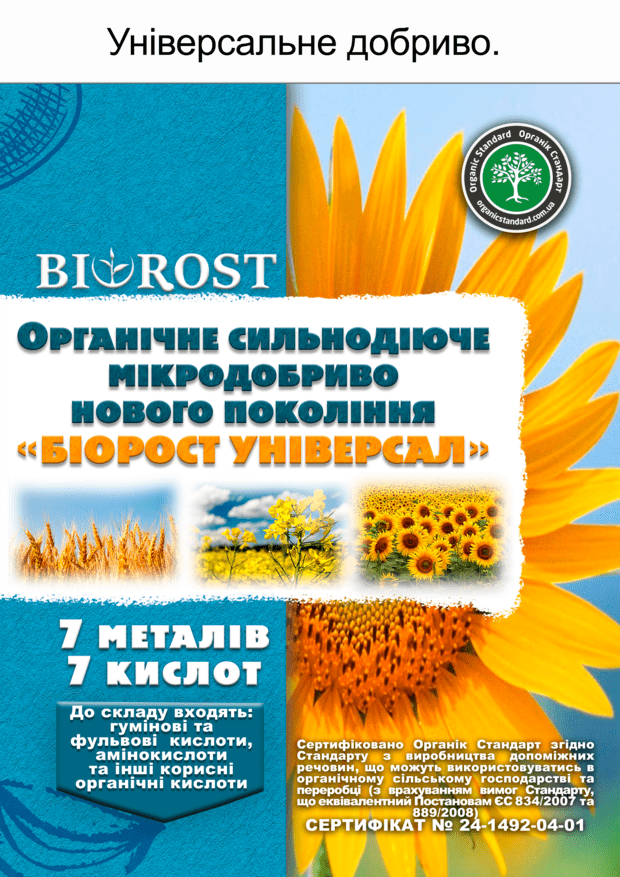 Універсальне добриво.
Organic Standard Органік Стандарт
organicstandard.com.ua
BIOROST
Органічне сильнодіюче
мікродобриво
нового покоління
«БІОРОСТ УНІВЕРСАЛ»
7 металів
7 кислот
До складу входять:
гумінові та
фульвові кислоти,
амінокислоти
та інші корисні
органічні кислоти
Сертифіковано Органік Стандарт згідно
Стандарту з виробництва допоміжних
речовин, що можуть використовуватись в
органічному сільському господарстві та
переробці (з врахуванням вимог Стандарту,
що еквівалентний Постановам ЄС 834/2007 та
889/2008)
СЕРТИФІКАТ № 24-1492-04-01